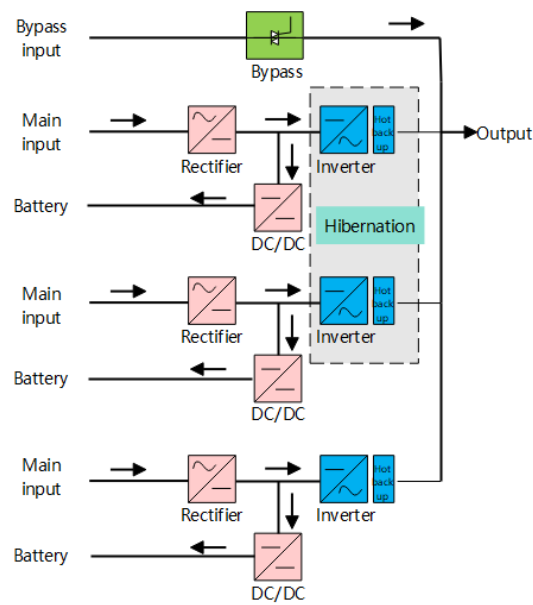 Bypass
input
Bypass
Main
input
Rectifier
Inverter
Hot
back
up
Output
Battery
DC/DC
Hibernation
Main
input
Rectifier
Inverter
Hot
back
up
Battery
DC/DC
Main
input
Rectifier
Inverter
Hot
back
up
Battery
DC/DC